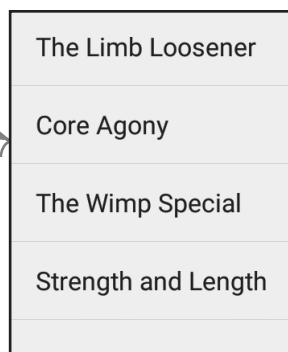 The Limb Loosener
Core Agony
The Wimp Special
Strength and Length